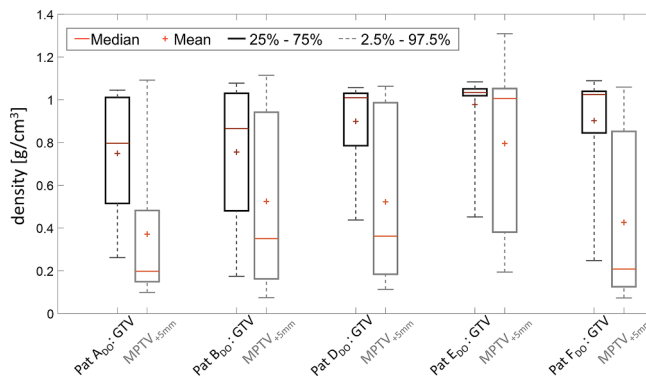 1.4
1.2
1
0.8
0.6
0.4
0.2
0
density [g/cm³]
Median Mean 25% - 75% 2.5% - 97.5%
Pat A_DO: GTV
MPTV+5mm
Pat B_DO: GTV
MPTV+5mm
Pat D_DO: GTV
MPTV+5mm
Pat E_DO: GTV
MPTV+5mm
Pat F_DO: GTV
MPTV+5mm